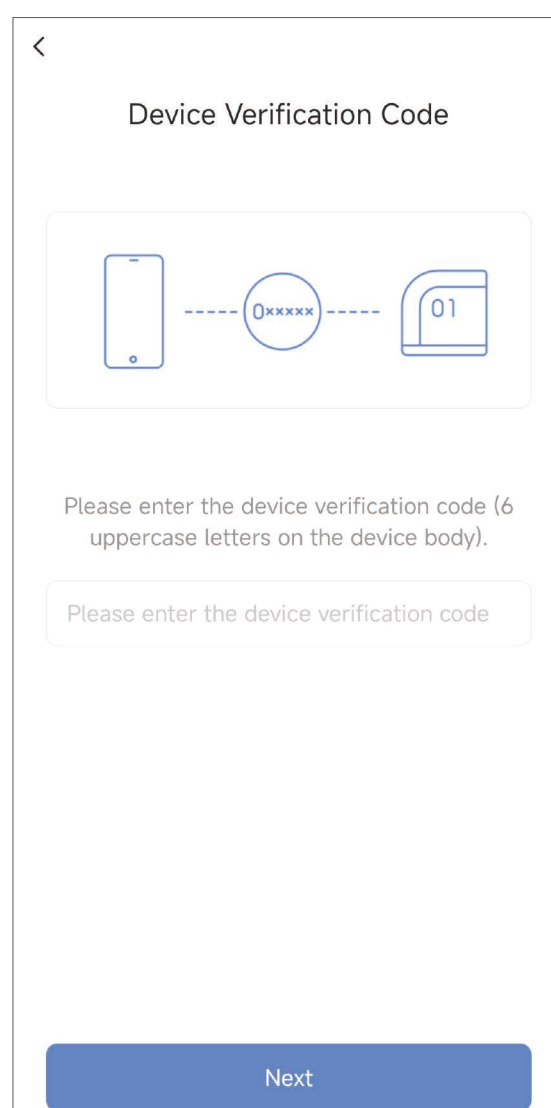 Device Verification Code
0xxxxx
01
Please enter the device verification code (6
uppercase letters on the device body).
Please enter the device verification code
Next